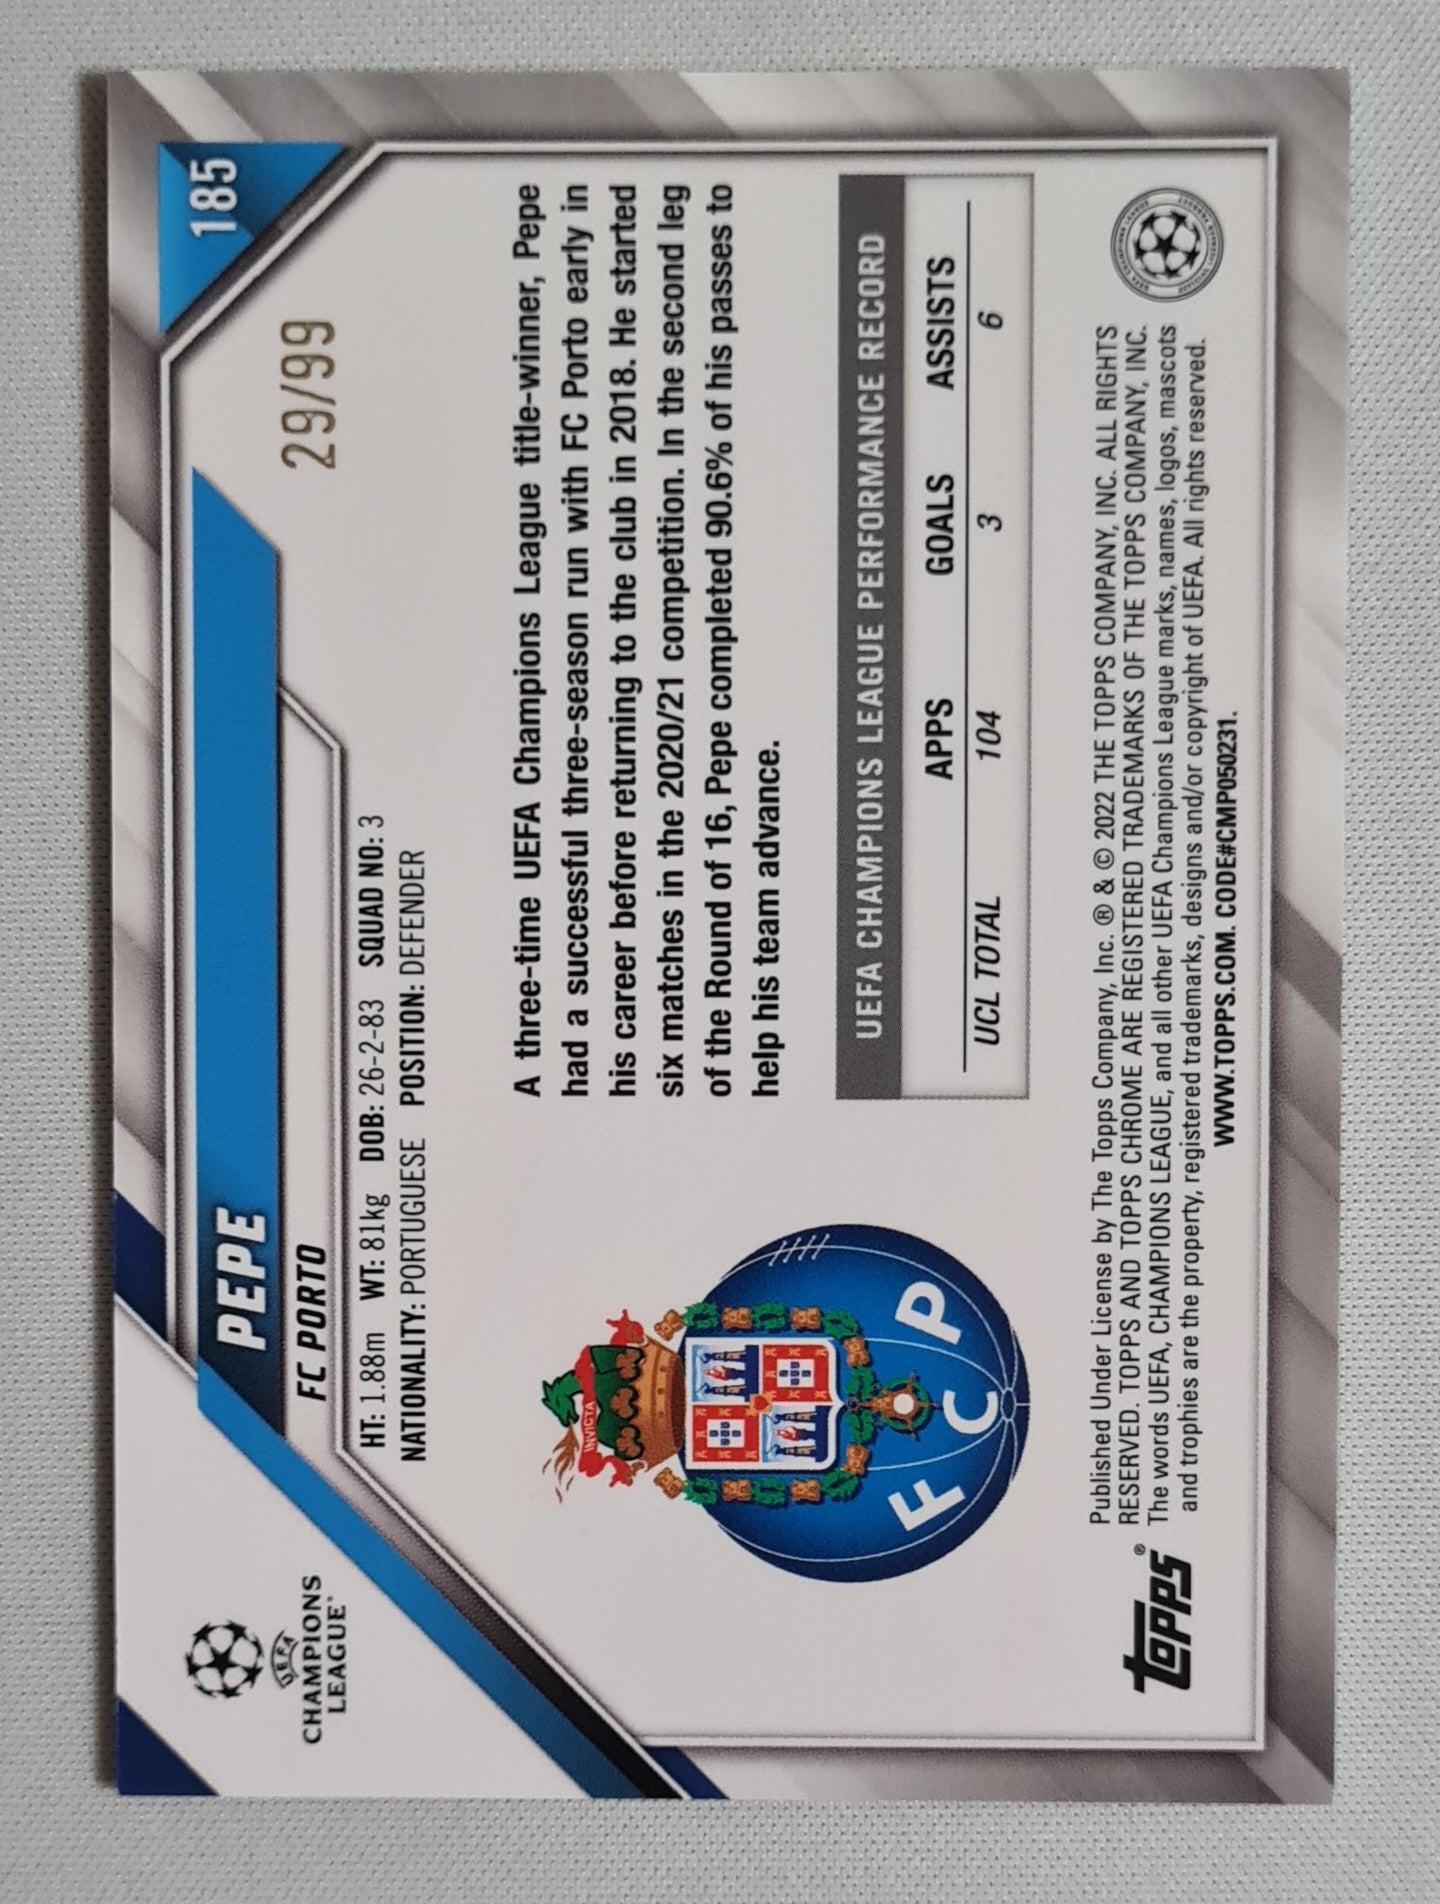 UEFA
CHAMPIONS
LEAGUE
PEPE
185
FC PORTO
29/99
HT: 1.88m WT: 81kg DOB: 26-2-83 SQUAD NO: 3
NATIONALITY: PORTUGUESE POSITION: DEFENDER
A three-time UEFA Champions League title-winner, Pepe
had a successful three-season run with FC Porto early in
his career before returning to the club in 2018. He started
six matches in the 2020/21 competition. In the second leg
of the Round of 16, Pepe completed 90.6% of his passes to
help his team advance.
INVICTA
F C P
UEFA CHAMPIONS LEAGUE PERFORMANCE RECORD
APPS GOALS ASSISTS
UCL TOTAL 104 3 6
topps®
Published Under License by The Topps Company, Inc. ® & © 2022 THE TOPPS COMPANY, INC. ALL RIGHTS
RESERVED. TOPPS AND TOPPS CHROME ARE REGISTERED TRADEMARKS OF THE TOPPS COMPANY, INC.
The words UEFA, CHAMPIONS LEAGUE, and all other UEFA Champions League marks, names, logos, mascots
and trophies are the property, registered trademarks, designs and/or copyright of UEFA. All rights reserved.
WWW.TOPPS.COM. CODE#CMP050231.